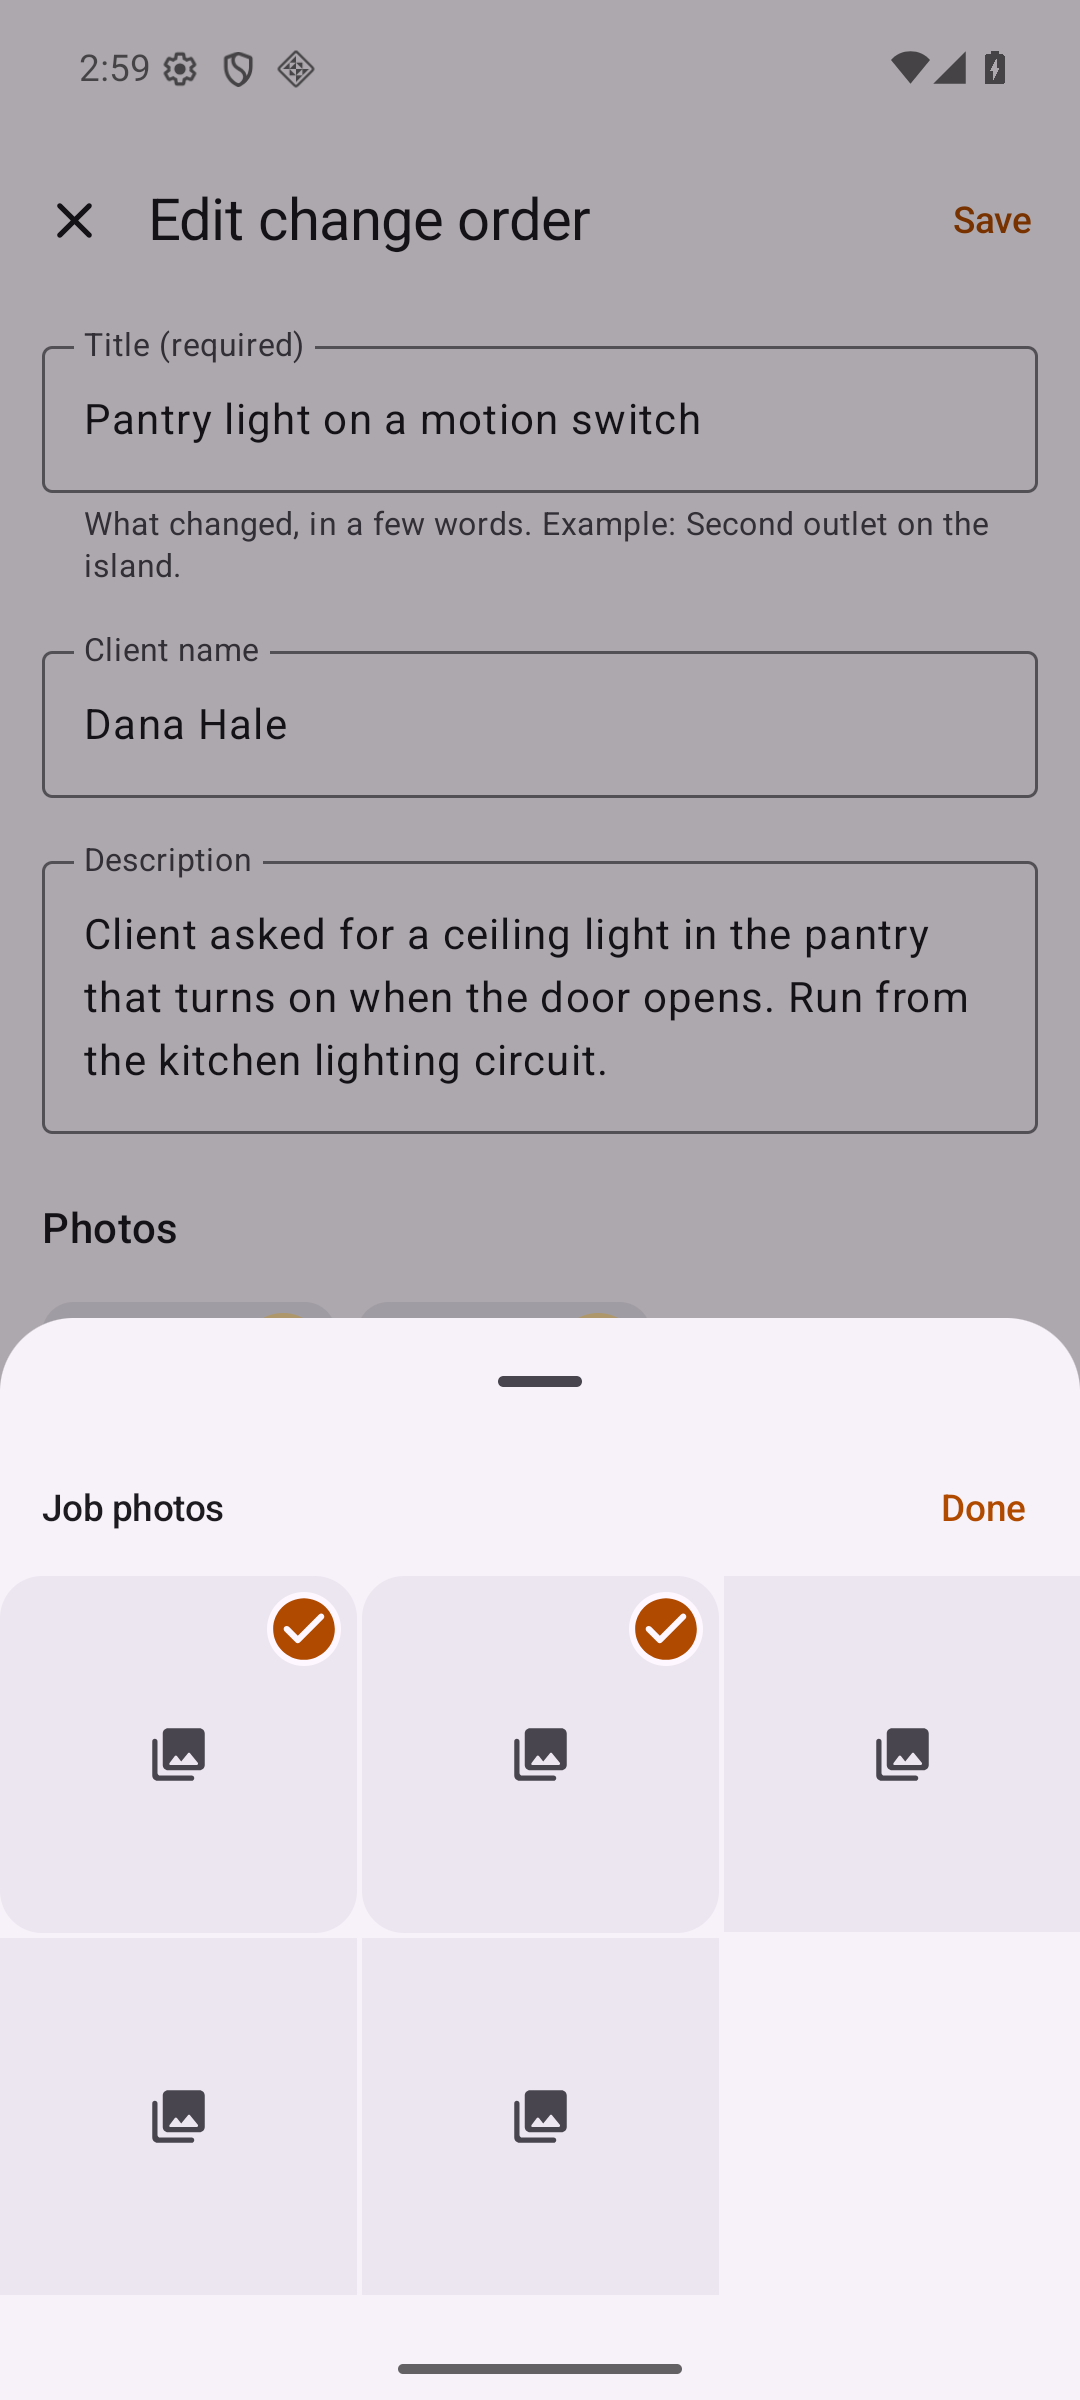 2:59
Edit change order
Save
Title (required)
Pantry light on a motion switch
What changed, in a few words. Example: Second outlet on the
island.
Client name
Dana Hale
Description
Client asked for a ceiling light in the pantry
that turns on when the door opens. Run from
the kitchen lighting circuit.
Photos
Job photos
Done